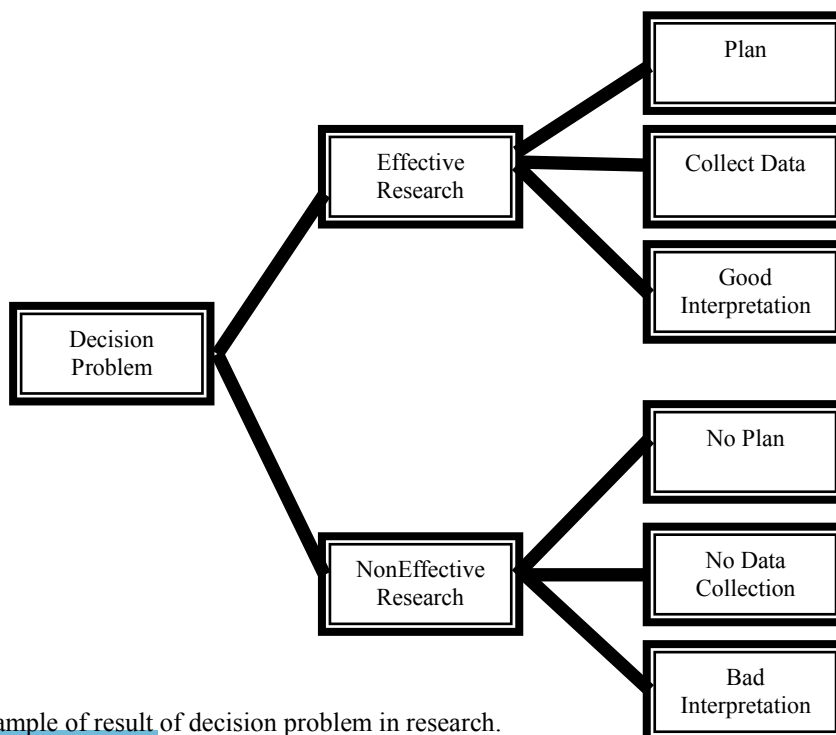 Plan
Effective
Research
Collect Data
Good
Interpretation
Decision
Problem
No Plan
NonEffective
Research
No Data
Collection
Bad
Interpretation
of result of decision problem in research.